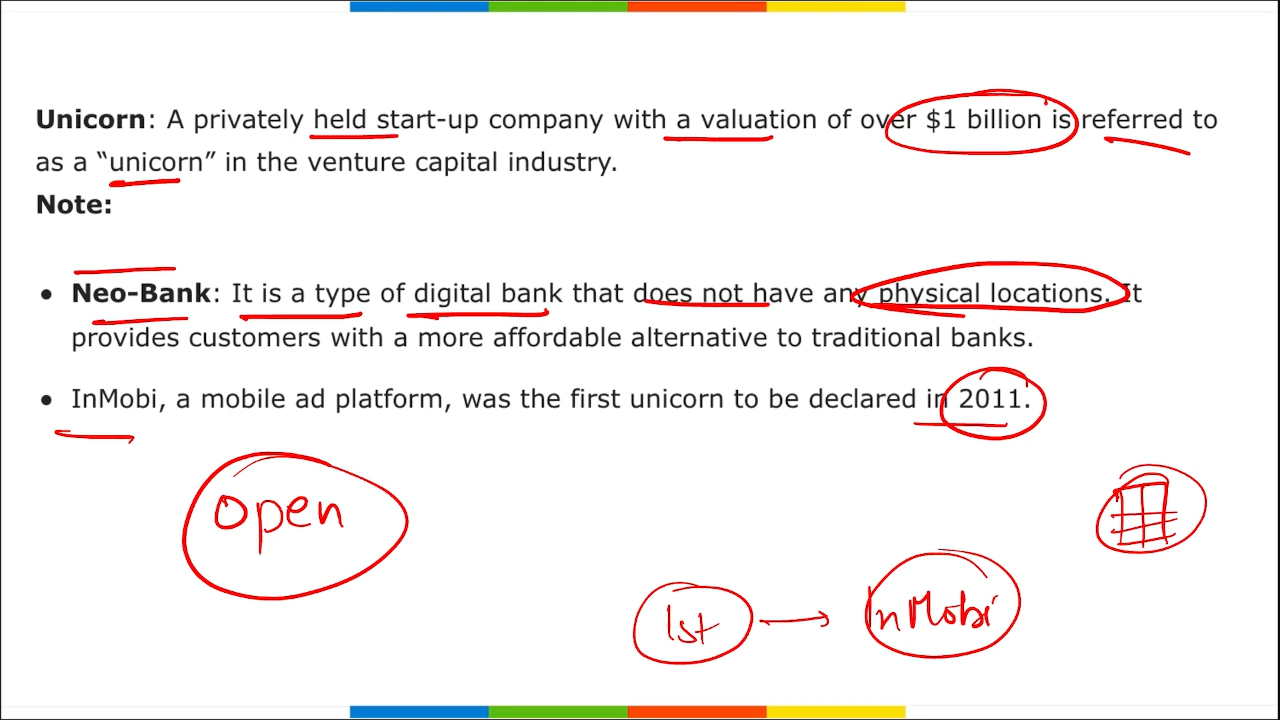 Unicorn: A privately held start-up company with a valuation of over $1 billion is referred to
as a “unicorn” in the venture capital industry.
Note:
• Neo-Bank: It is a type of digital bank that does not have any physical locations. It
provides customers with a more affordable alternative to traditional banks.
• InMobi, a mobile ad platform, was the first unicorn to be declared in 2011.
open
1st → InMobi